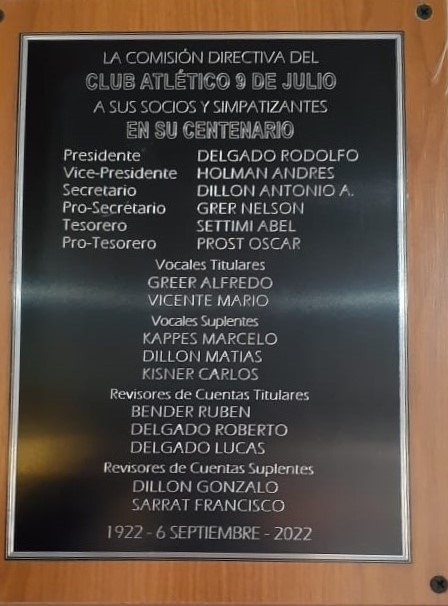 LA COMISIÓN DIRECTIVA DEL
CLUB ATLÉTICO 9 DE JULIO
A SUS SOCIOS Y SIMPATIZANTES
EN SU CENTENARIO
Presidente DELGADO RODOLFO
Vice-Presidente HOLMAN ANDRES
Secretario DILLON ANTONIO A.
Pro-Secretario GRER NELSON
Tesorero SETTIMI ABEL
Pro-Tesorero PROST OSCAR
Vocales Titulares
GREER ALFREDO
VICENTE MARIO
Vocales Suplentes
KAPPES MARCELO
DILLON MATIAS
KISNER CARLOS
Revisores de Cuentas Titulares
BENDER RUBEN
DELGADO ROBERTO
DELGADO LUCAS
Revisores de Cuentas Suplentes
DILLON GONZALO
SARRAT FRANCISCO
1922 - 6 SEPTIEMBRE - 2022